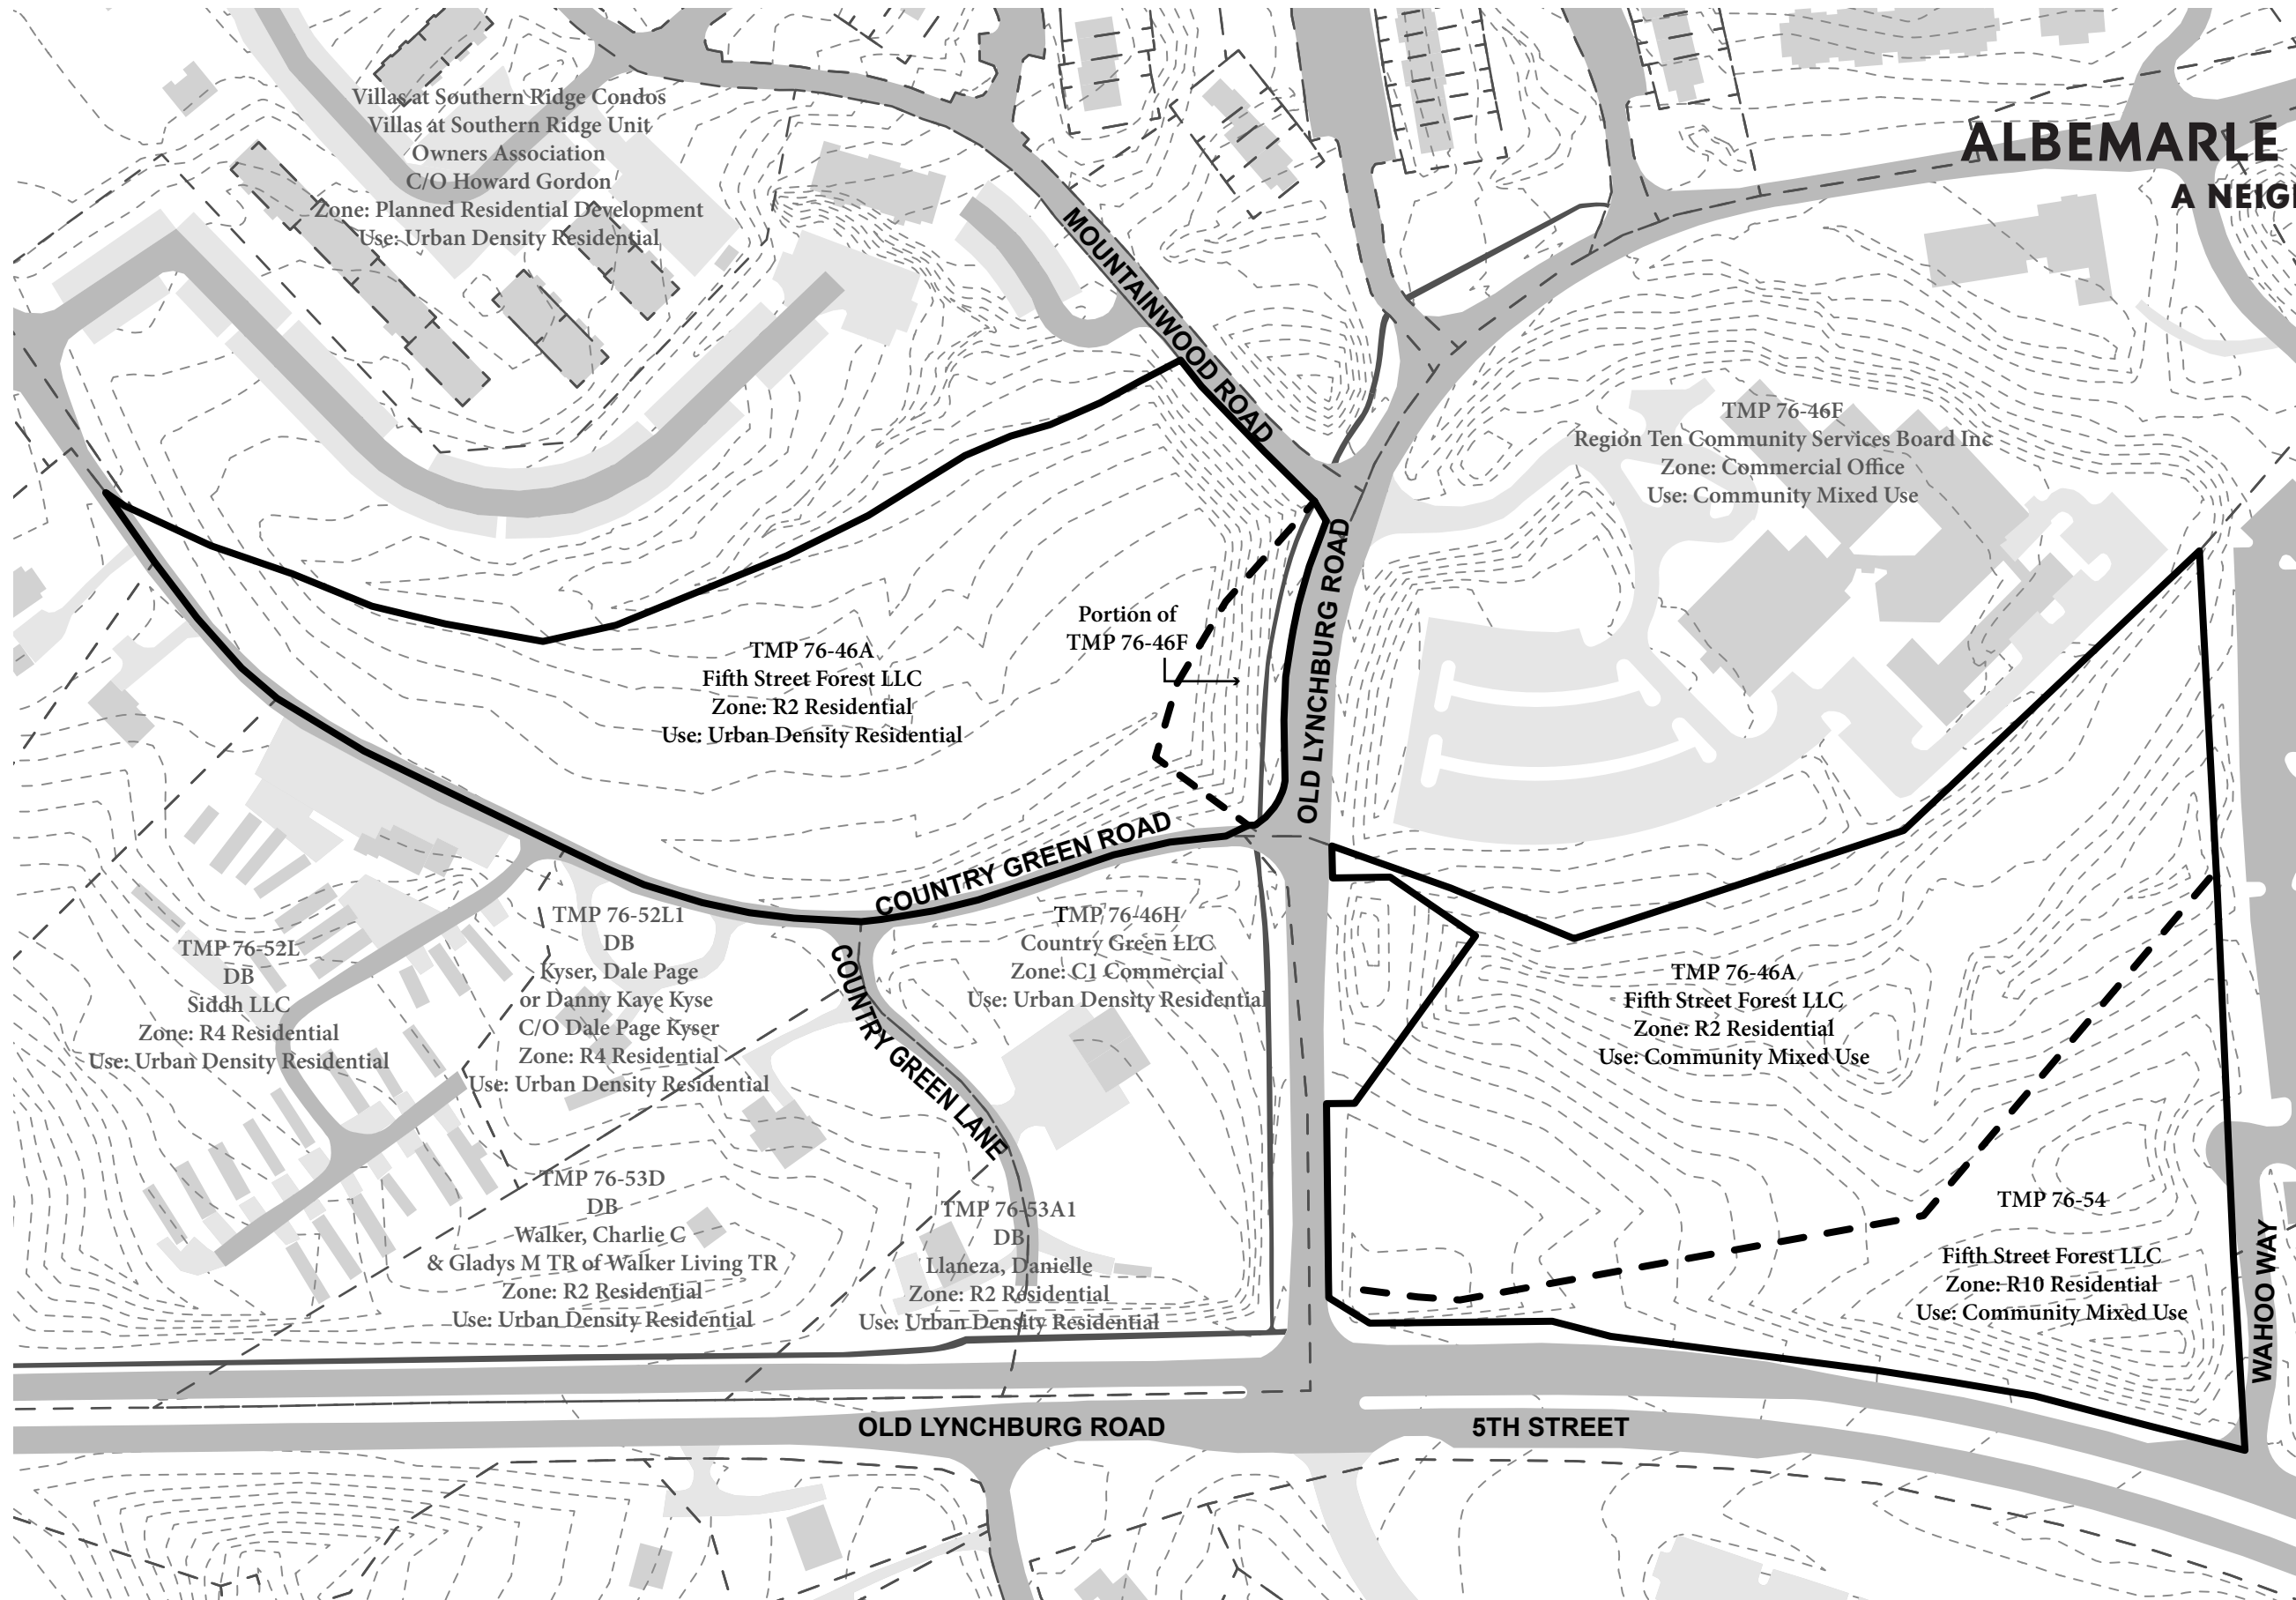 Villas at Southern Ridge Condos
Villas at Southern Ridge Unit
Owners Association
C/O Howard Gordon
Zone: Planned Residential Development
Use: Urban Density Residential
ALBEMARLE
A NEIG
MOUNTAINWOOD ROAD
TMP 76-46F
Region Ten Community Services Board Inc
Zone: Commercial Office
Use: Community Mixed Use
OLD LYNCHBURG ROAD
Portion of
TMP 76-46F
TMP 76-46A
Fifth Street Forest LLC
Zone: R2 Residential
Use: Urban Density Residential
COUNTRY GREEN ROAD
TMP 76-52L
DB
Siddh LLC
Zone: R4 Residential
Use: Urban Density Residential
TMP 76-52L1
DB
Kyser, Dale Page
or Danny Kaye Kyse
C/O Dale Page Kyser
Zone: R4 Residential
Use: Urban Density Residential
COUNTRY GREEN LANE
TMP 76-46H
Country Green LLC
Zone: C1 Commercial
Use: Urban Density Residential
TMP 76-46A
Fifth Street Forest LLC
Zone: R2 Residential
Use: Community Mixed Use
TMP 76-53D
DB
Walker, Charlie C
& Gladys M TR of Walker Living TR
Zone: R2 Residential
Use: Urban Density Residential
TMP 76-53A1
DB
Llaneza, Danielle
Zone: R2 Residential
Use: Urban Density Residential
TMP 76-54
Fifth Street Forest LLC
Zone: R10 Residential
Use: Community Mixed Use
WAHOO WAY
OLD LYNCHBURG ROAD
5TH STREET